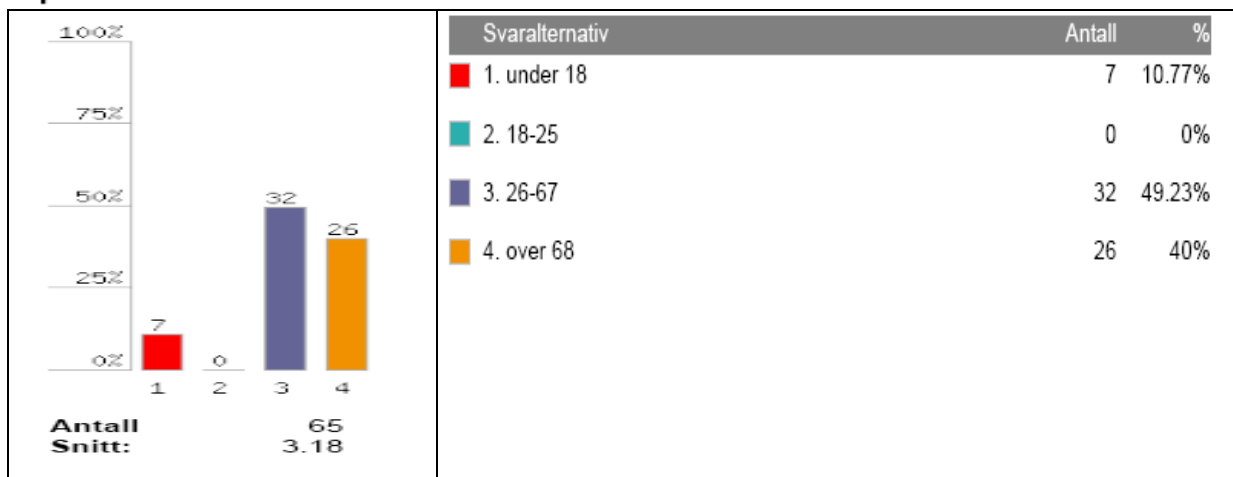 100%
75%
50%
25%
0%
7
0
32
26
1 2 3 4
Antall 65
Snitt: 3.18
Svaralternativ Antall %
1. under 18 7 10.77%
2. 18-25 0 0%
3. 26-67 32 49.23%
4. over 68 26 40%